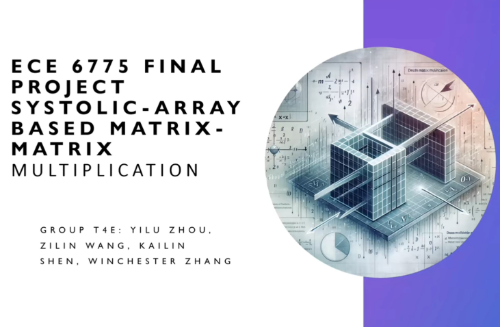 ECE 6775 FINAL
PROJECT
SYSTOLIC-ARRAY
BASED MATRIX-
MATRIX
MULTIPLICATION
GROUP T4E: YILU ZHOU,
ZILIN WANG, KAILIN
SHEN, WINCHESTER ZHANG